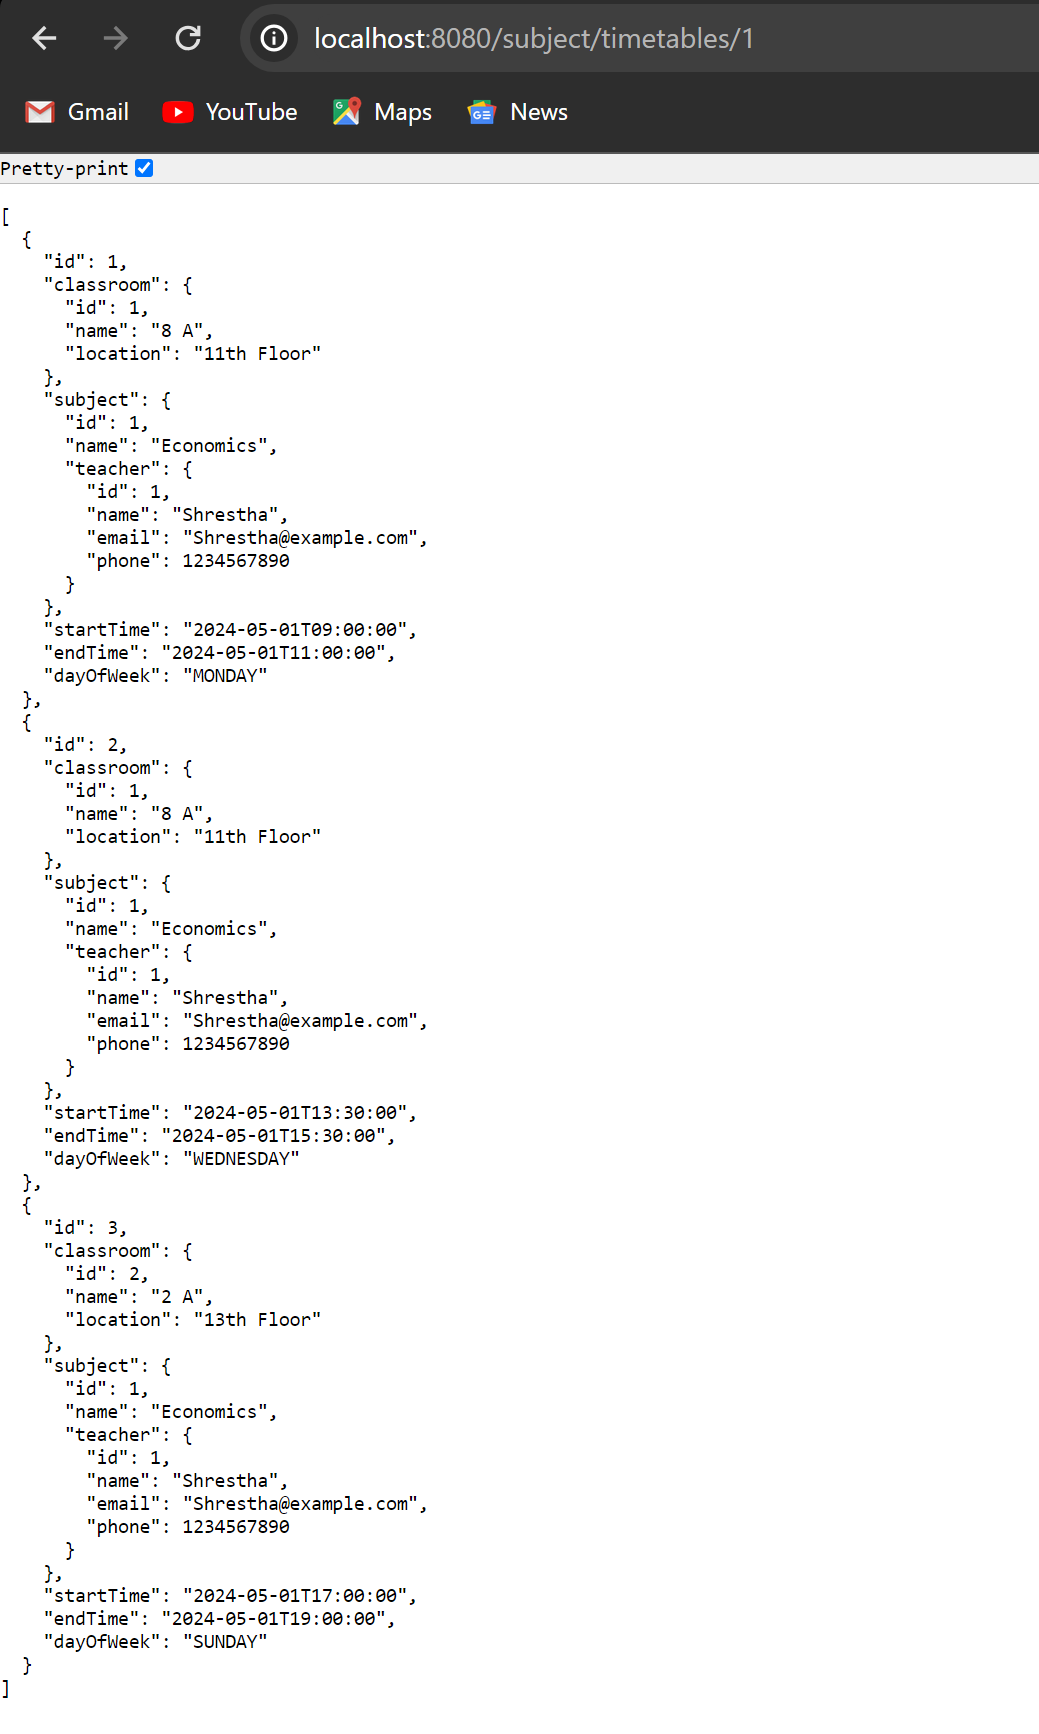 localhost:8080/subject/timetables/1
Gmail YouTube Maps News
Pretty-print
[
  {
    "id": 1,
    "classroom": {
      "id": 1,
      "name": "8 A",
      "location": "11th Floor"
    },
    "subject": {
      "id": 1,
      "name": "Economics",
      "teacher": {
        "id": 1,
        "name": "Shrestha",
        "email": "Shrestha@example.com",
        "phone": 1234567890
      }
    },
    "startTime": "2024-05-01T09:00:00",
    "endTime": "2024-05-01T11:00:00",
    "dayOfWeek": "MONDAY"
  },
  {
    "id": 2,
    "classroom": {
      "id": 1,
      "name": "8 A",
      "location": "11th Floor"
    },
    "subject": {
      "id": 1,
      "name": "Economics",
      "teacher": {
        "id": 1,
        "name": "Shrestha",
        "email": "Shrestha@example.com",
        "phone": 1234567890
      }
    },
    "startTime": "2024-05-01T13:30:00",
    "endTime": "2024-05-01T15:30:00",
    "dayOfWeek": "WEDNESDAY"
  },
  {
    "id": 3,
    "classroom": {
      "id": 2,
      "name": "2 A",
      "location": "13th Floor"
    },
    "subject": {
      "id": 1,
      "name": "Economics",
      "teacher": {
        "id": 1,
        "name": "Shrestha",
        "email": "Shrestha@example.com",
        "phone": 1234567890
      }
    },
    "startTime": "2024-05-01T17:00:00",
    "endTime": "2024-05-01T19:00:00",
    "dayOfWeek": "SUNDAY"
  }
]